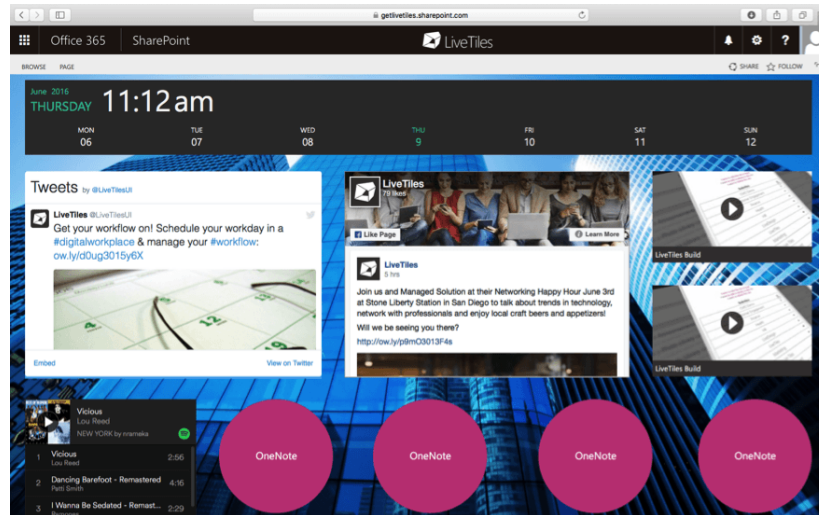 getlivetiles.sharepoint.com
Office 365 SharePoint LiveTiles ?
BROWSE PAGE SHARE FOLLOW
June 2016
THURSDAY 11:12am
MON TUE WED THU FRI SAT SUN
06 07 08 9 10 11 12
Tweets by @LiveTilesUI
LiveTiles @LiveTilesUI
Get your workflow on! Schedule your workday in a
#digitalworkplace & manage your #workflow:
ow.ly/d0ug3015y6X
4
12
Embed View on Twitter
LiveTiles
79 likes
Like Page Learn More
LiveTiles
5 hrs
Join us and Managed Solution at their Networking Happy Hour June 3rd
at Stone Liberty Station in San Diego to talk about trends in technology,
network with professionals and enjoy local craft beers and appetizers!
Will we be seeing you there?
http://ow.ly/p9mO3013F4s
LiveTiles Build
LiveTiles Build
Vicious
Lou Reed
NEW YORK by nrameka
1 Vicious 2:56
Lou Reed
2 Dancing Barefoot - Remastered 4:16
Patti Smith
3 I Wanna Be Sedated - Remast... 2:29
Ramones
OneNote OneNote OneNote OneNote